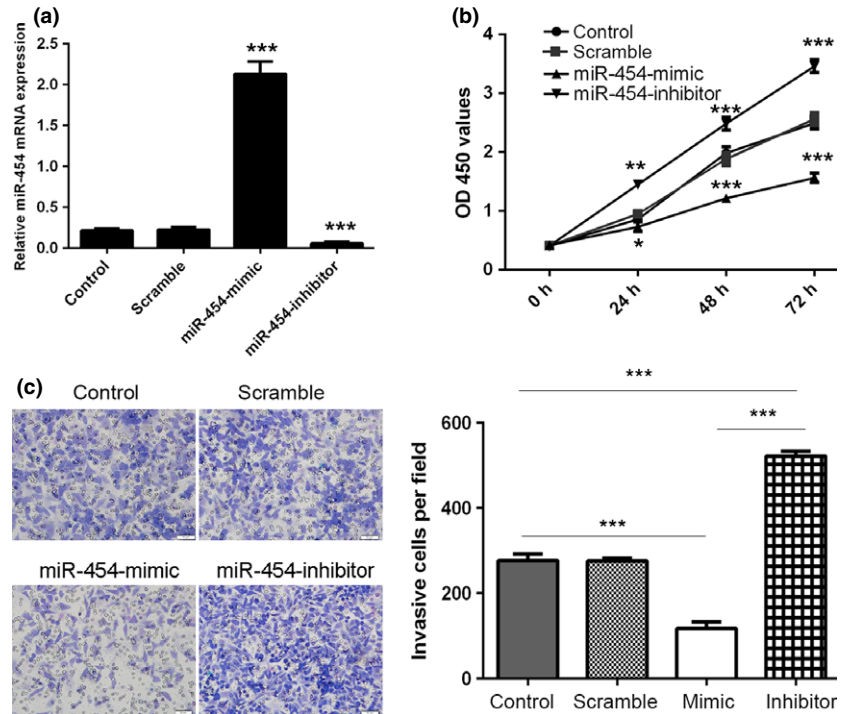 (a)
Relative miR-454 mRNA expression
2.5
2.0
1.5
1.0
0.5
0.0
***
***
Control
Scramble
miR-454-mimic
miR-454-inhibitor
(b)
Control
Scramble
miR-454-mimic
miR-454-inhibitor
OD 450 values
4
3
2
1
0
**
*
***
***
***
***
0 h
24 h
48 h
72 h
(c)
Control
Scramble
miR-454-mimic
miR-454-inhibitor
Invasive cells per field
600
400
200
0
***
***
***
Control
Scramble
Mimic
Inhibitor